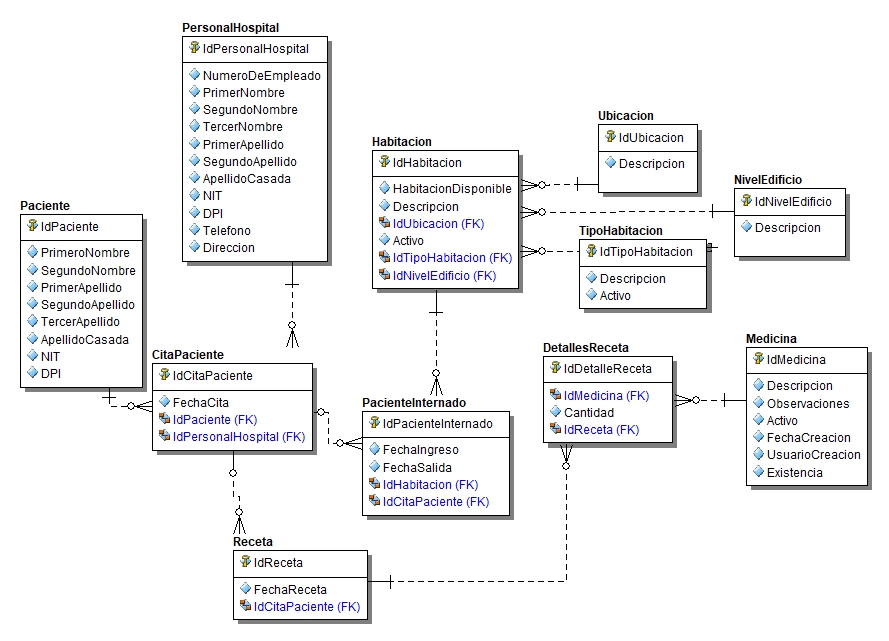 PersonalHospital
IdPersonalHospital
NumeroDeEmpleado
PrimerNombre
SegundoNombre
TercerNombre
PrimerApellido
SegundoApellido
ApellidoCasada
NIT
DPI
Telefono
Direccion
Ubicacion
IdUbicacion
Descripcion
Habitacion
IdHabitacion
HabitacionDisponible
Descripcion
IdUbicacion (FK)
Activo
IdTipoHabitacion (FK)
IdNivelEdificio (FK)
NivelEdificio
IdNivelEdificio
Descripcion
Paciente
IdPaciente
PrimeroNombre
SegundoNombre
PrimerApellido
SegundoApellido
TercerApellido
ApellidoCasada
NIT
DPI
TipoHabitacion
IdTipoHabitacion
Descripcion
Activo
CitaPaciente
IdCitaPaciente
FechaCita
IdPaciente (FK)
IdPersonalHospital (FK)
DetallesReceta
IdDetalleReceta
IdMedicina (FK)
Cantidad
IdReceta (FK)
Medicina
IdMedicina
Descripcion
Observaciones
Activo
FechaCreacion
UsuarioCreacion
Existencia
PacienteInternado
IdPacienteInternado
FechaIngreso
FechaSalida
IdHabitacion (FK)
IdCitaPaciente (FK)
Receta
IdReceta
FechaReceta
IdCitaPaciente (FK)